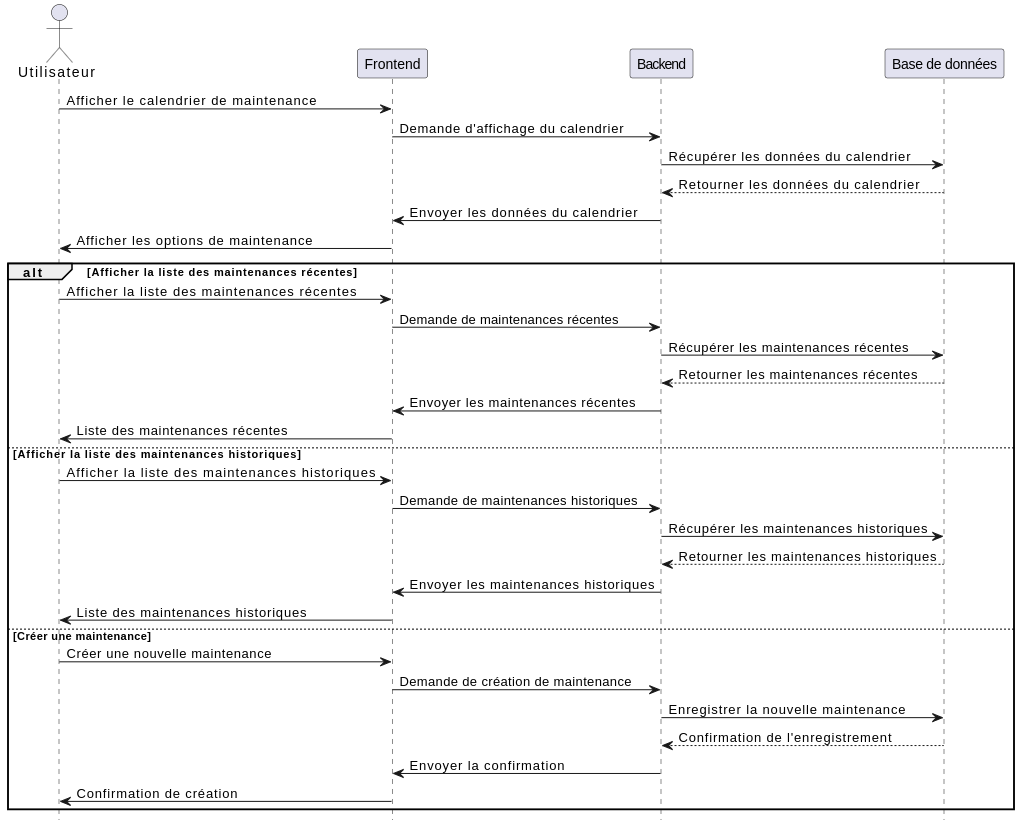 Utilisateur
Frontend
Backend
Base de données
Afficher le calendrier de maintenance
Demande d'affichage du calendrier
Récupérer les données du calendrier
Retourner les données du calendrier
Envoyer les données du calendrier
Afficher les options de maintenance
alt [Afficher la liste des maintenances récentes]
Afficher la liste des maintenances récentes
Demande de maintenances récentes
Récupérer les maintenances récentes
Retourner les maintenances récentes
Envoyer les maintenances récentes
Liste des maintenances récentes
[Afficher la liste des maintenances historiques]
Afficher la liste des maintenances historiques
Demande de maintenances historiques
Récupérer les maintenances historiques
Retourner les maintenances historiques
Envoyer les maintenances historiques
Liste des maintenances historiques
[Créer une maintenance]
Créer une nouvelle maintenance
Demande de création de maintenance
Enregistrer la nouvelle maintenance
Confirmation de l'enregistrement
Envoyer la confirmation
Confirmation de création